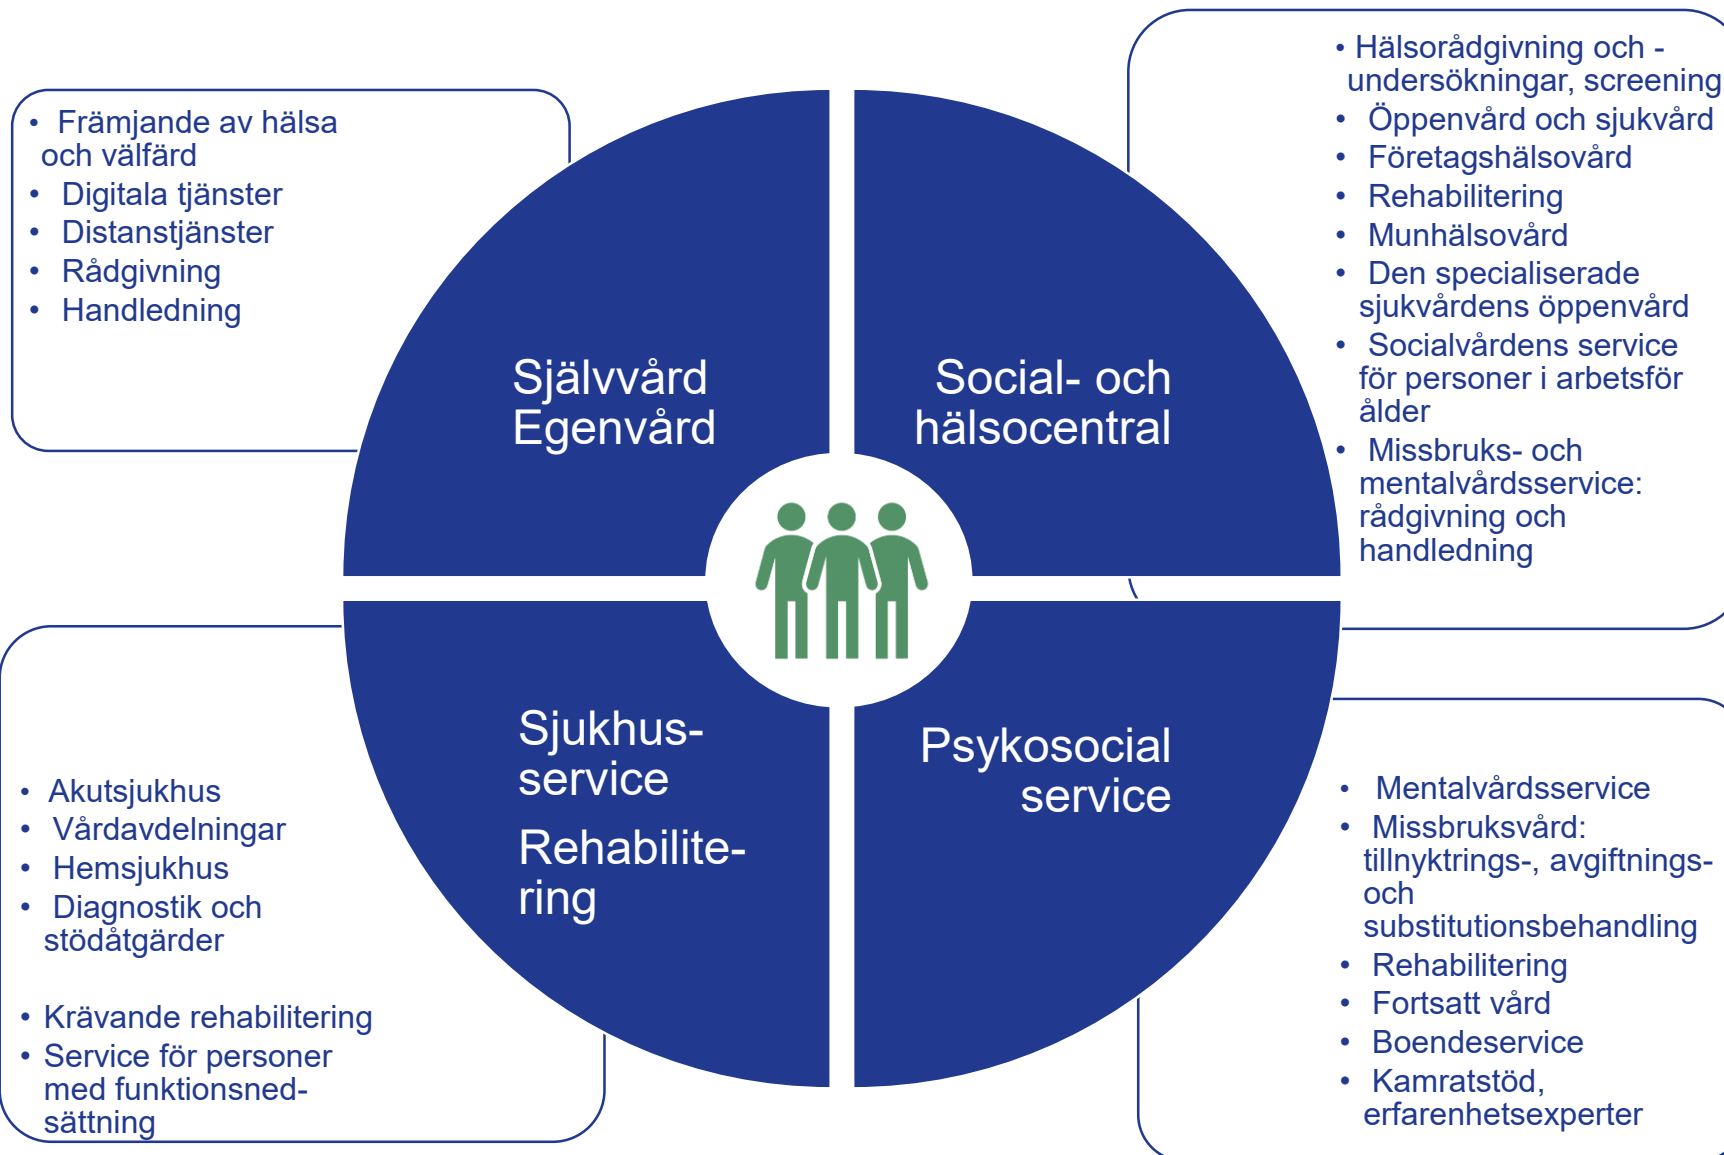 • Främjande av hälsa
och välfärd
• Digitala tjänster
• Distanstjänster
• Rådgivning
• Handledning
Självvård
Egenvård
Social- och
hälsocentral
• Hälsorådgivning och -
undersökningar, screening
• Öppenvård och sjukvård
• Företagshälsovård
• Rehabilitering
• Munhälsovård
• Den specialiserade
sjukvårdens öppenvård
• Socialvårdens service
för personer i arbetsför
ålder
• Missbruks- och
mentalvårdsservice:
rådgivning och
handledning
• Akutsjukhus
• Vårdavdelningar
• Hemsjukhus
• Diagnostik och
stödåtgärder
• Krävande rehabilitering
• Service för personer
med funktionsned-
sättning
Sjukhus-
service
Rehabilite-
ring
Psykosocial
service
• Mentalvårdsservice
• Missbruksvård:
tillnyktrings-, avgiftnings-
och
substitutionsbehandling
• Rehabilitering
• Fortsatt vård
• Boendeservice
• Kamratstöd,
erfarenhetsexperter